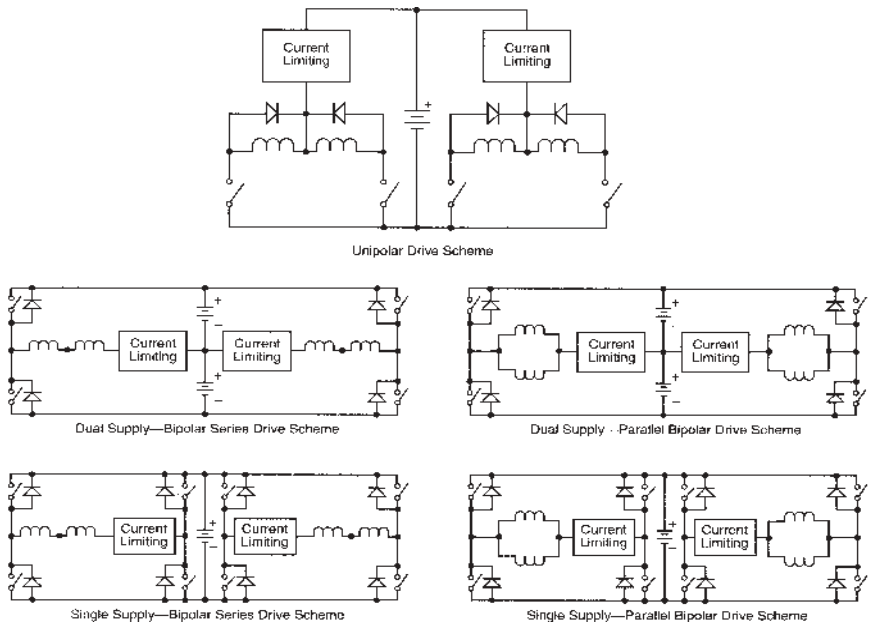 Current
Limiting
Current
Limiting
+
Unipolar Drive Scheme
+
−
Current
Limiting
Current
Limiting
+
−
Dual Supply—Bipolar Series Drive Scheme
+
−
Current
Limiting
Current
Limiting
+
−
Dual Supply - Parallel Bipolar Drive Scheme
Current
Limiting
+
−
Current
Limiting
Single Supply—Bipolar Series Drive Scheme
Current
Limiting
+
−
Current
Limiting
Single Supply—Parallel Bipolar Drive Scheme